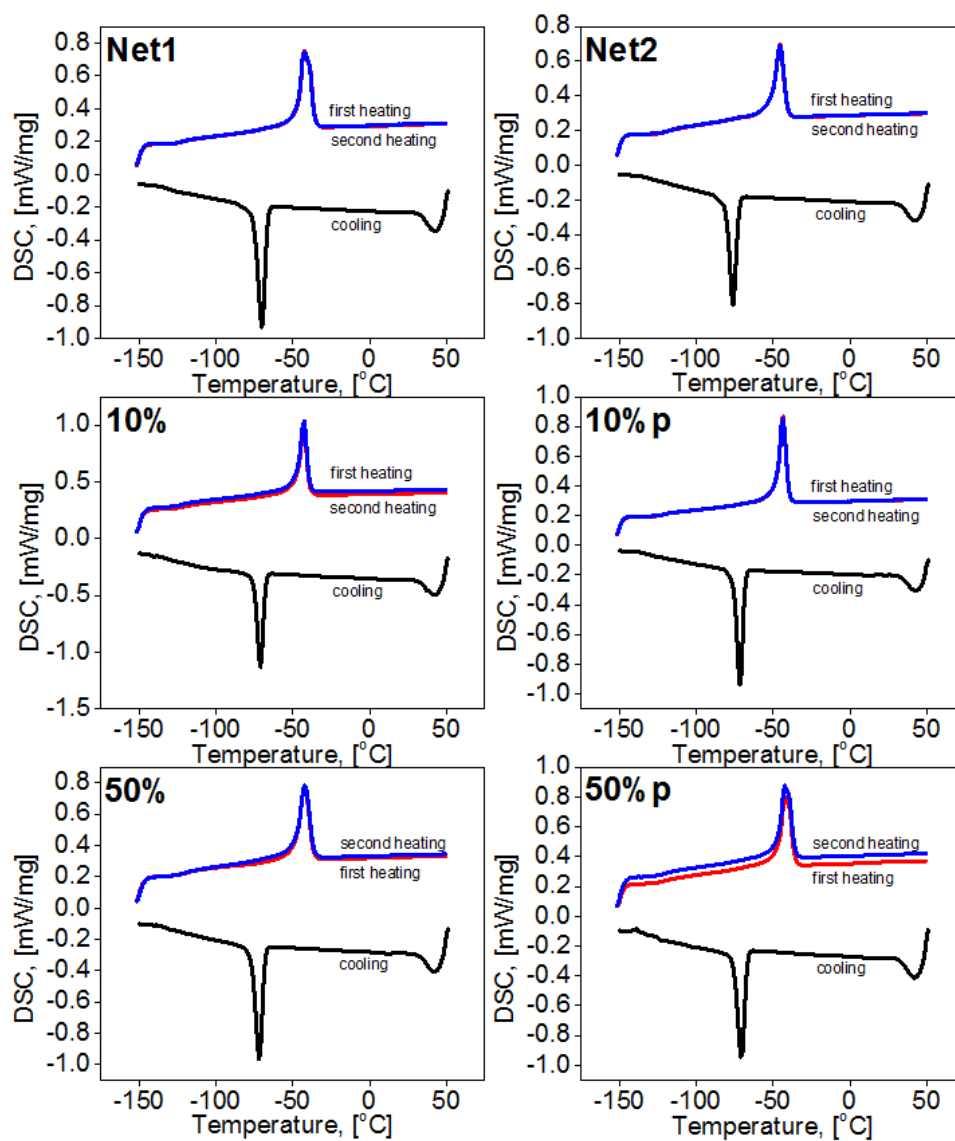 Net1
0.8
0.6
0.4
0.2
0.0
-0.2
-0.4
-0.6
-0.8
-1.0
DSC, [mW/mg]
first heating
second heating
cooling
-150 -100 -50 0 50
Temperature, [°C]
Net2
0.8
0.6
0.4
0.2
0.0
-0.2
-0.4
-0.6
-0.8
-1.0
DSC, [mW/mg]
first heating
second heating
cooling
-150 -100 -50 0 50
Temperature, [°C]
10%
1.0
0.5
0.0
-0.5
-1.0
-1.5
DSC, [mW/mg]
first heating
second heating
cooling
-150 -100 -50 0 50
Temperature, [°C]
10% p
0.8
0.6
0.4
0.2
0.0
-0.2
-0.4
-0.6
-0.8
-1.0
DSC, [mW/mg]
first heating
second heating
cooling
-150 -100 -50 0 50
Temperature, [°C]
50%
0.8
0.6
0.4
0.2
0.0
-0.2
-0.4
-0.6
-0.8
-1.0
DSC, [mW/mg]
second heating
first heating
cooling
-150 -100 -50 0 50
Temperature, [°C]
50% p
1.0
0.8
0.6
0.4
0.2
0.0
-0.2
-0.4
-0.6
-0.8
-1.0
DSC, [mW/mg]
second heating
first heating
cooling
-150 -100 -50 0 50
Temperature, [°C]